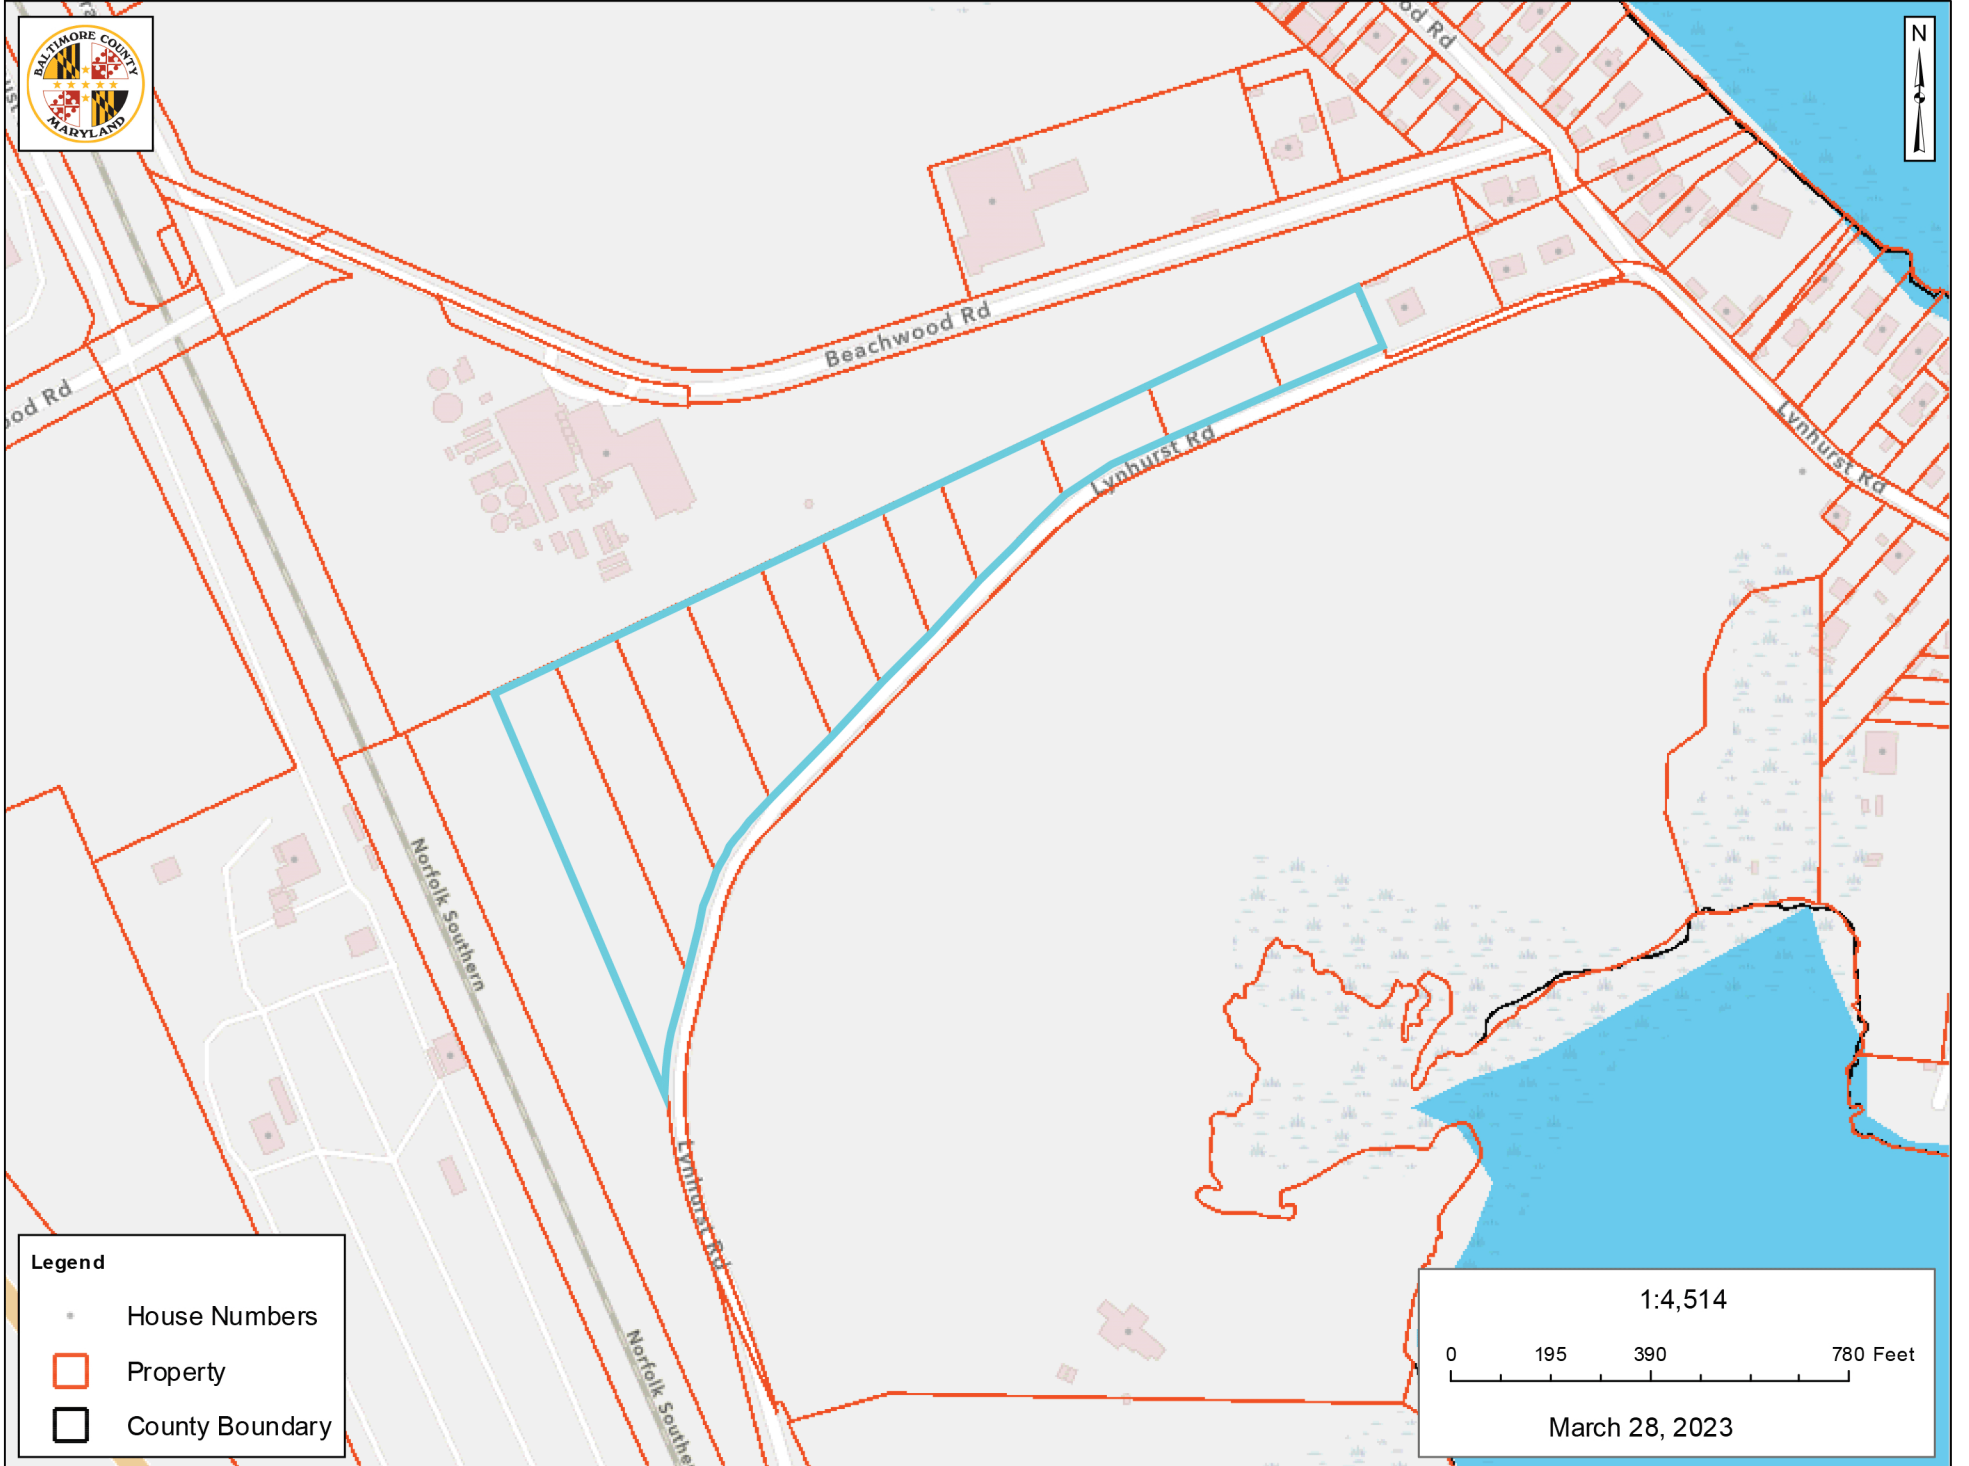 BALTIMORE COUNTY
MARYLAND
N
od Rd
Beachwood Rd
ood Rd
Lynhurst Rd
Lynhurst Rd
Norfolk Southern
Lynhurst Rd
Norfolk Southe
Legend
House Numbers
Property
County Boundary
1:4,514
0 195 390 780 Feet
March 28, 2023